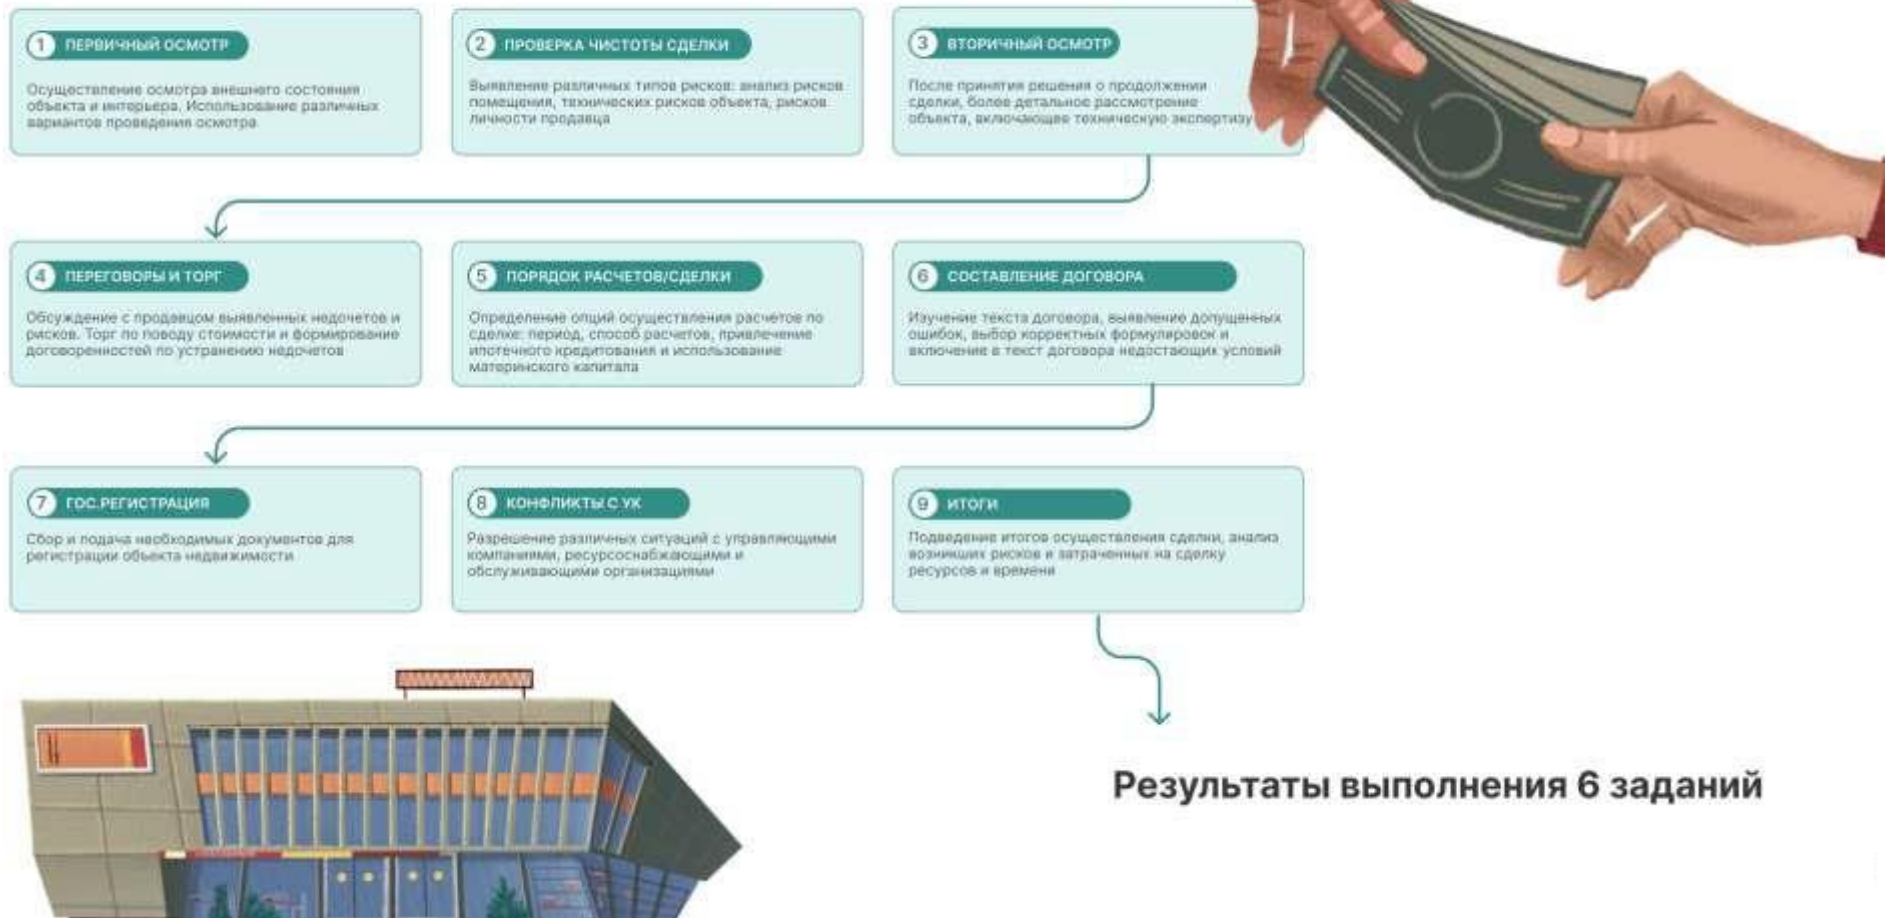 1 ПЕРВИЧНЫЙ ОСМОТР
Осуществление осмотра внешнего состояния
объекта и интерьера. Использование различных
вариантов проведения осмотра
2 ПРОВЕРКА ЧИСТОТЫ СДЕЛКИ
Выявление различных типов рисков: анализ рисков
помещения, технических рисков объекта, рисков
личности продавца
3 ВТОРИЧНЫЙ ОСМОТР
После принятия решения о продолжении
сделки, более детальное рассмотрение
объекта, включающее техническую экспертизу
4 ПЕРЕГОВОРЫ И ТОРГ
Обсуждение с продавцом выявленных недочетов и
рисков. Торг по поводу стоимости и формирование
договоренностей по устранению недочетов
5 ПОРЯДОК РАСЧЕТОВ/СДЕЛКИ
Определение опций осуществления расчетов по
сделке: период, способ расчетов, привлечение
ипотечного кредитования и использование
материнского капитала
6 СОСТАВЛЕНИЕ ДОГОВОРА
Изучение текста договора, выявление допущенных
ошибок, выбор корректных формулировок и
включение в текст договора недостающих условий
7 ГОС.РЕГИСТРАЦИЯ
Сбор и подача необходимых документов для
регистрации объекта недвижимости
8 КОНФЛИКТЫ С УК
Разрешение различных ситуаций с управляющими
компаниями, ресурсоснабжающими и
обслуживающими организациями
9 ИТОГИ
Подведение итогов осуществления сделки, анализ
возникших рисков и затраченных на сделку
ресурсов и времени
Результаты выполнения 6 заданий